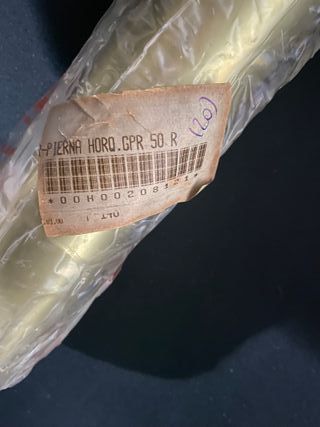 -PIERNA HORQ.GPR 50 R
(20)
*00H00208121*